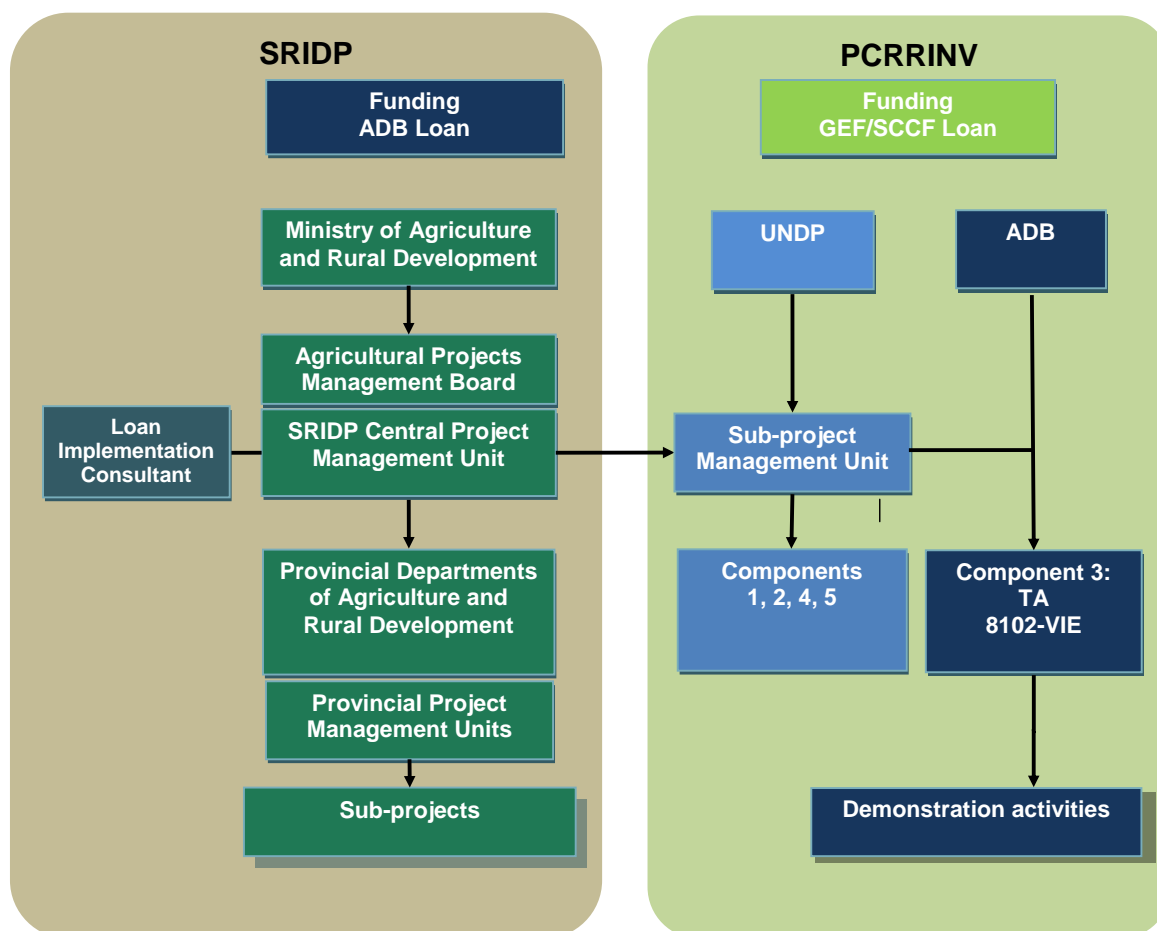 SRIDP
Funding
ADB Loan
Ministry of Agriculture
and Rural Development
Agricultural Projects
Management Board
Loan
Implementation
Consultant
SRIDP Central Project
Management Unit
Provincial Departments
of Agriculture and
Rural Development
Provincial Project
Management Units
Sub-projects
PCRRINV
Funding
GEF/SCCF Loan
UNDP
ADB
Sub-project
Management Unit
Components
1, 2, 4, 5
Component 3:
TA
8102-VIE
Demonstration activities